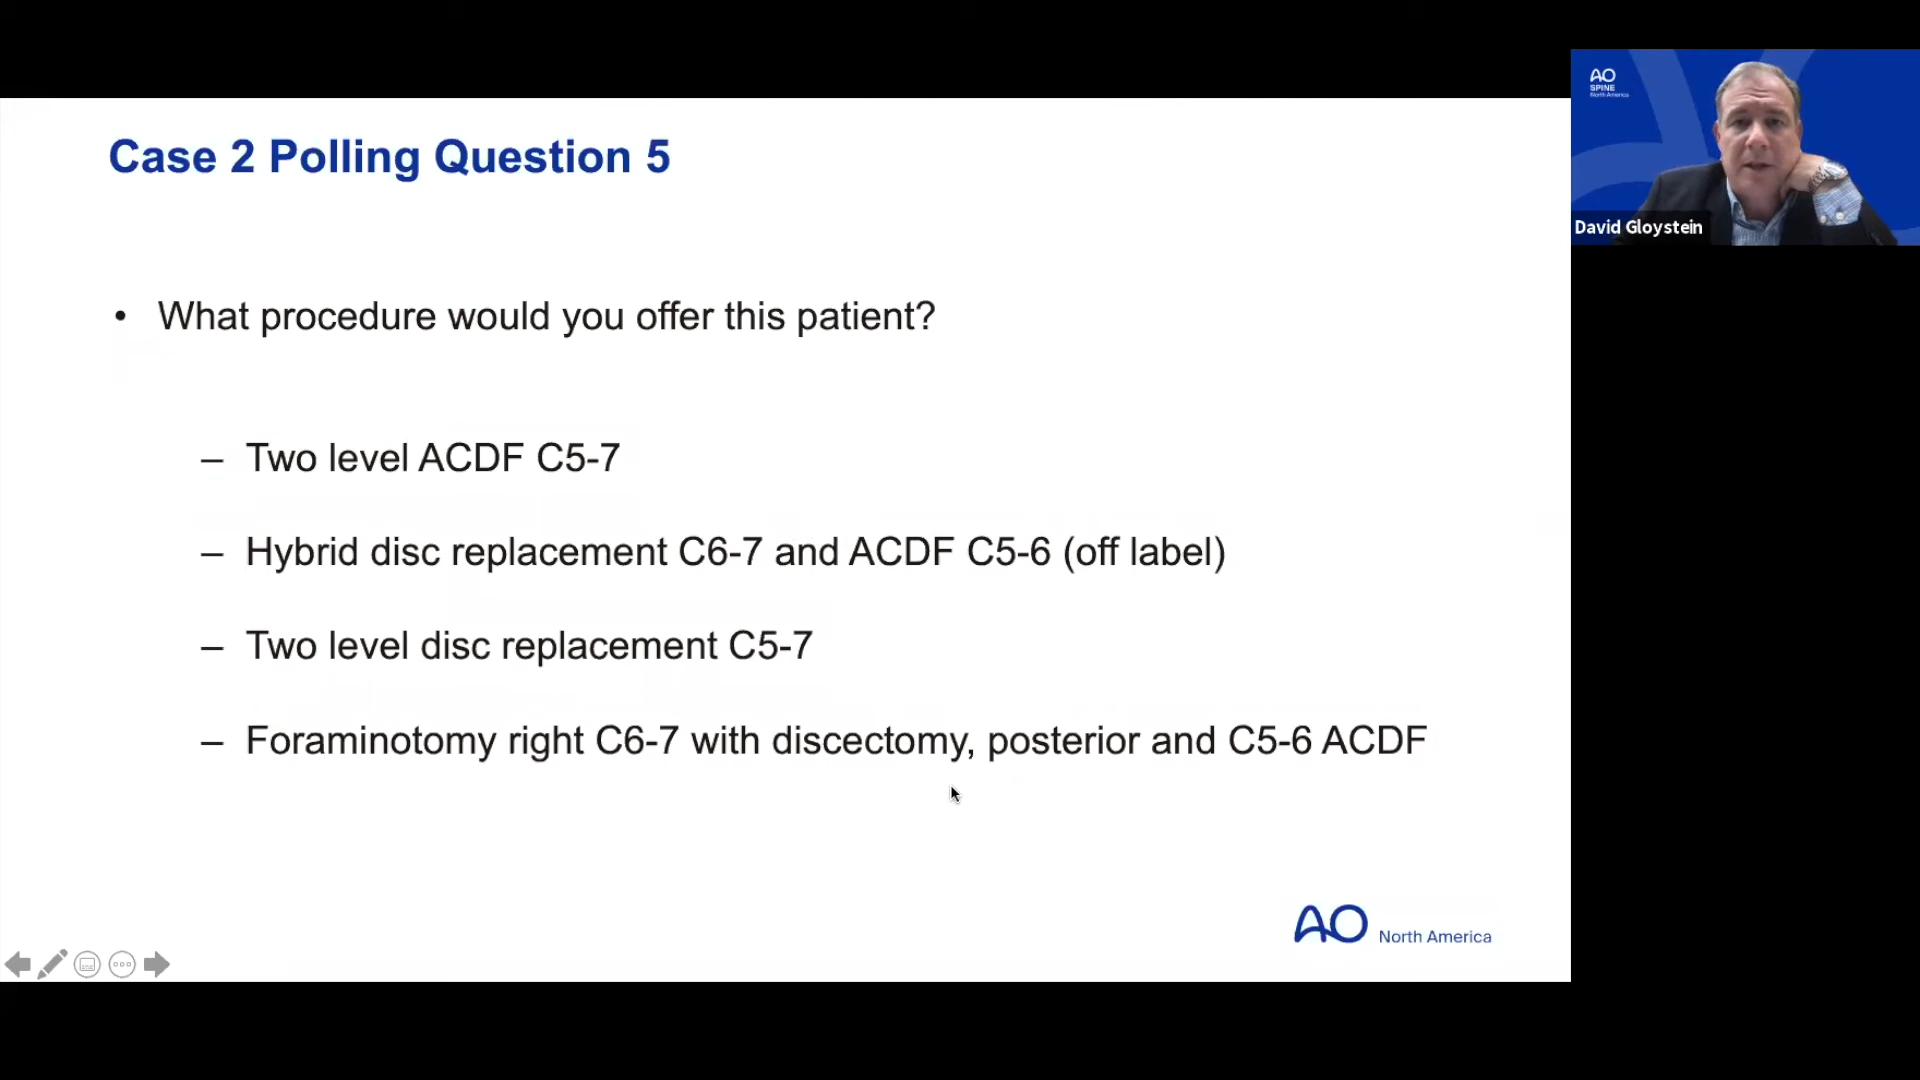 Case 2 Polling Question 5
• What procedure would you offer this patient?
– Two level ACDF C5-7
– Hybrid disc replacement C6-7 and ACDF C5-6 (off label)
– Two level disc replacement C5-7
– Foraminotomy right C6-7 with discectomy, posterior and C5-6 ACDF
AO North America
AO
SPINE
North America
David Gloystein